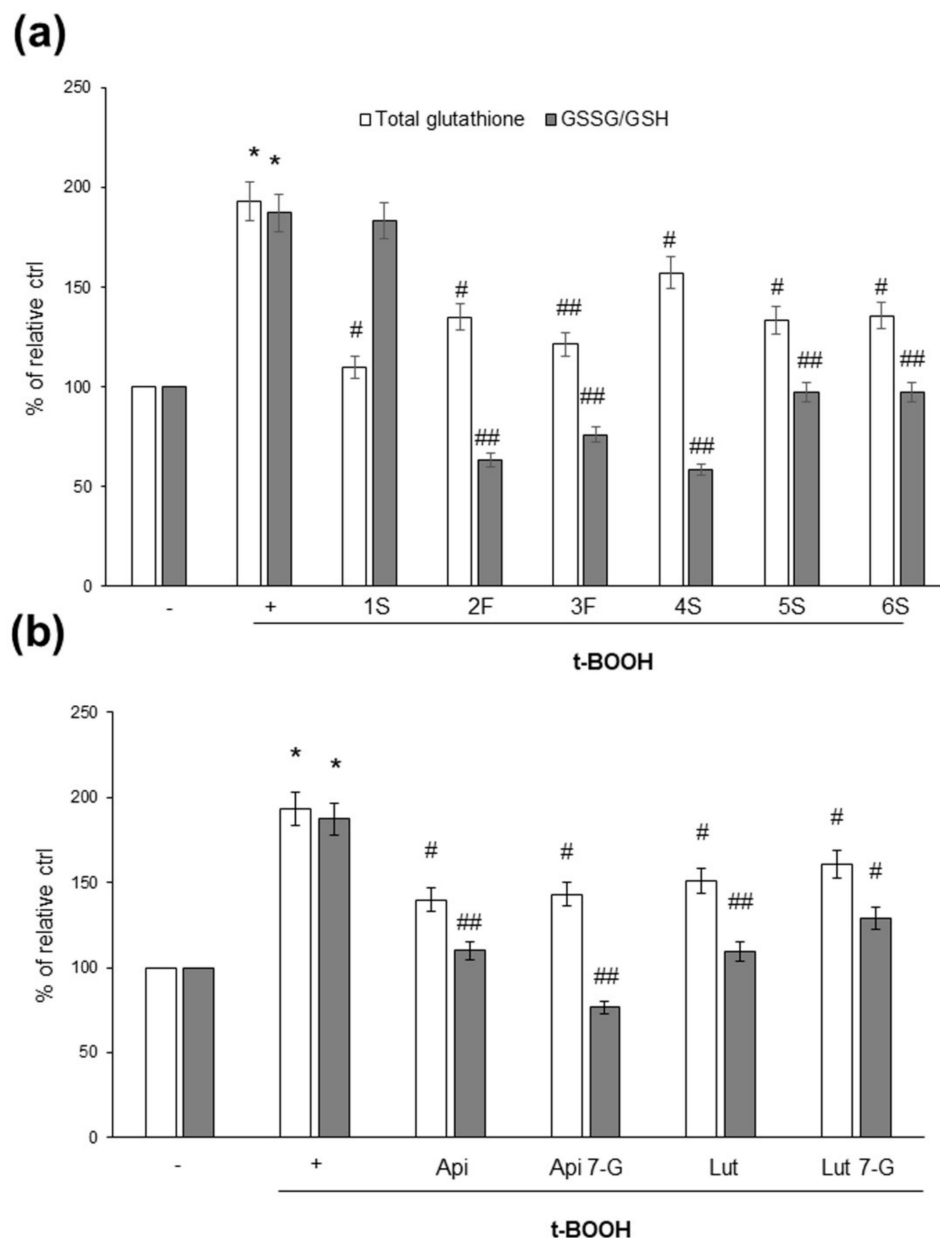 (a)
250
Total glutathione GSSG/GSH
* *
200
#
# # ## # #
150
% of relative ctrl
## ##
100
##
## ##
50
0
- + 1S 2F 3F 4S 5S 6S
t-BOOH
(b)
250
* *
200
# # # # #
150
% of relative ctrl
## ##
100
##
50
0
- + Api Api 7-G Lut Lut 7-G
t-BOOH